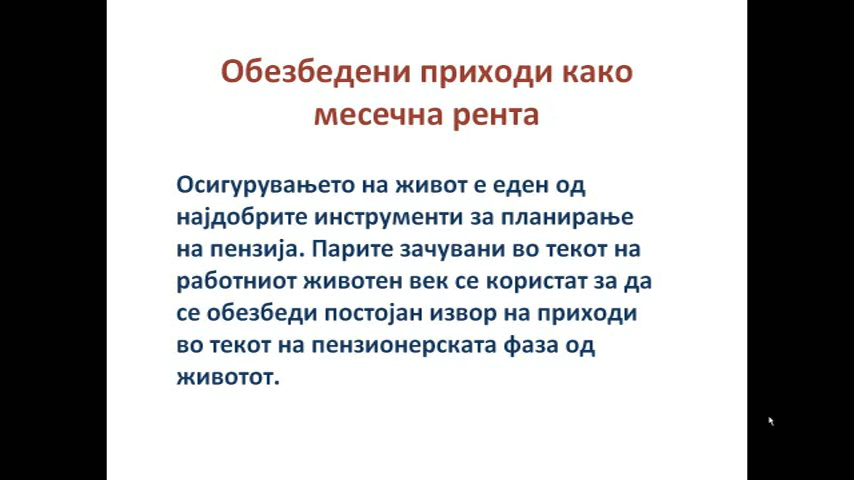 Обезбедени приходи како
месечна рента
Осигурувањето на живот е еден од
најдобрите инструменти за планирање
на пензија. Парите зачувани во текот на
работниот животен век се користат за да
се обезбеди постојан извор на приходи
во текот на пензионерската фаза од
животот.